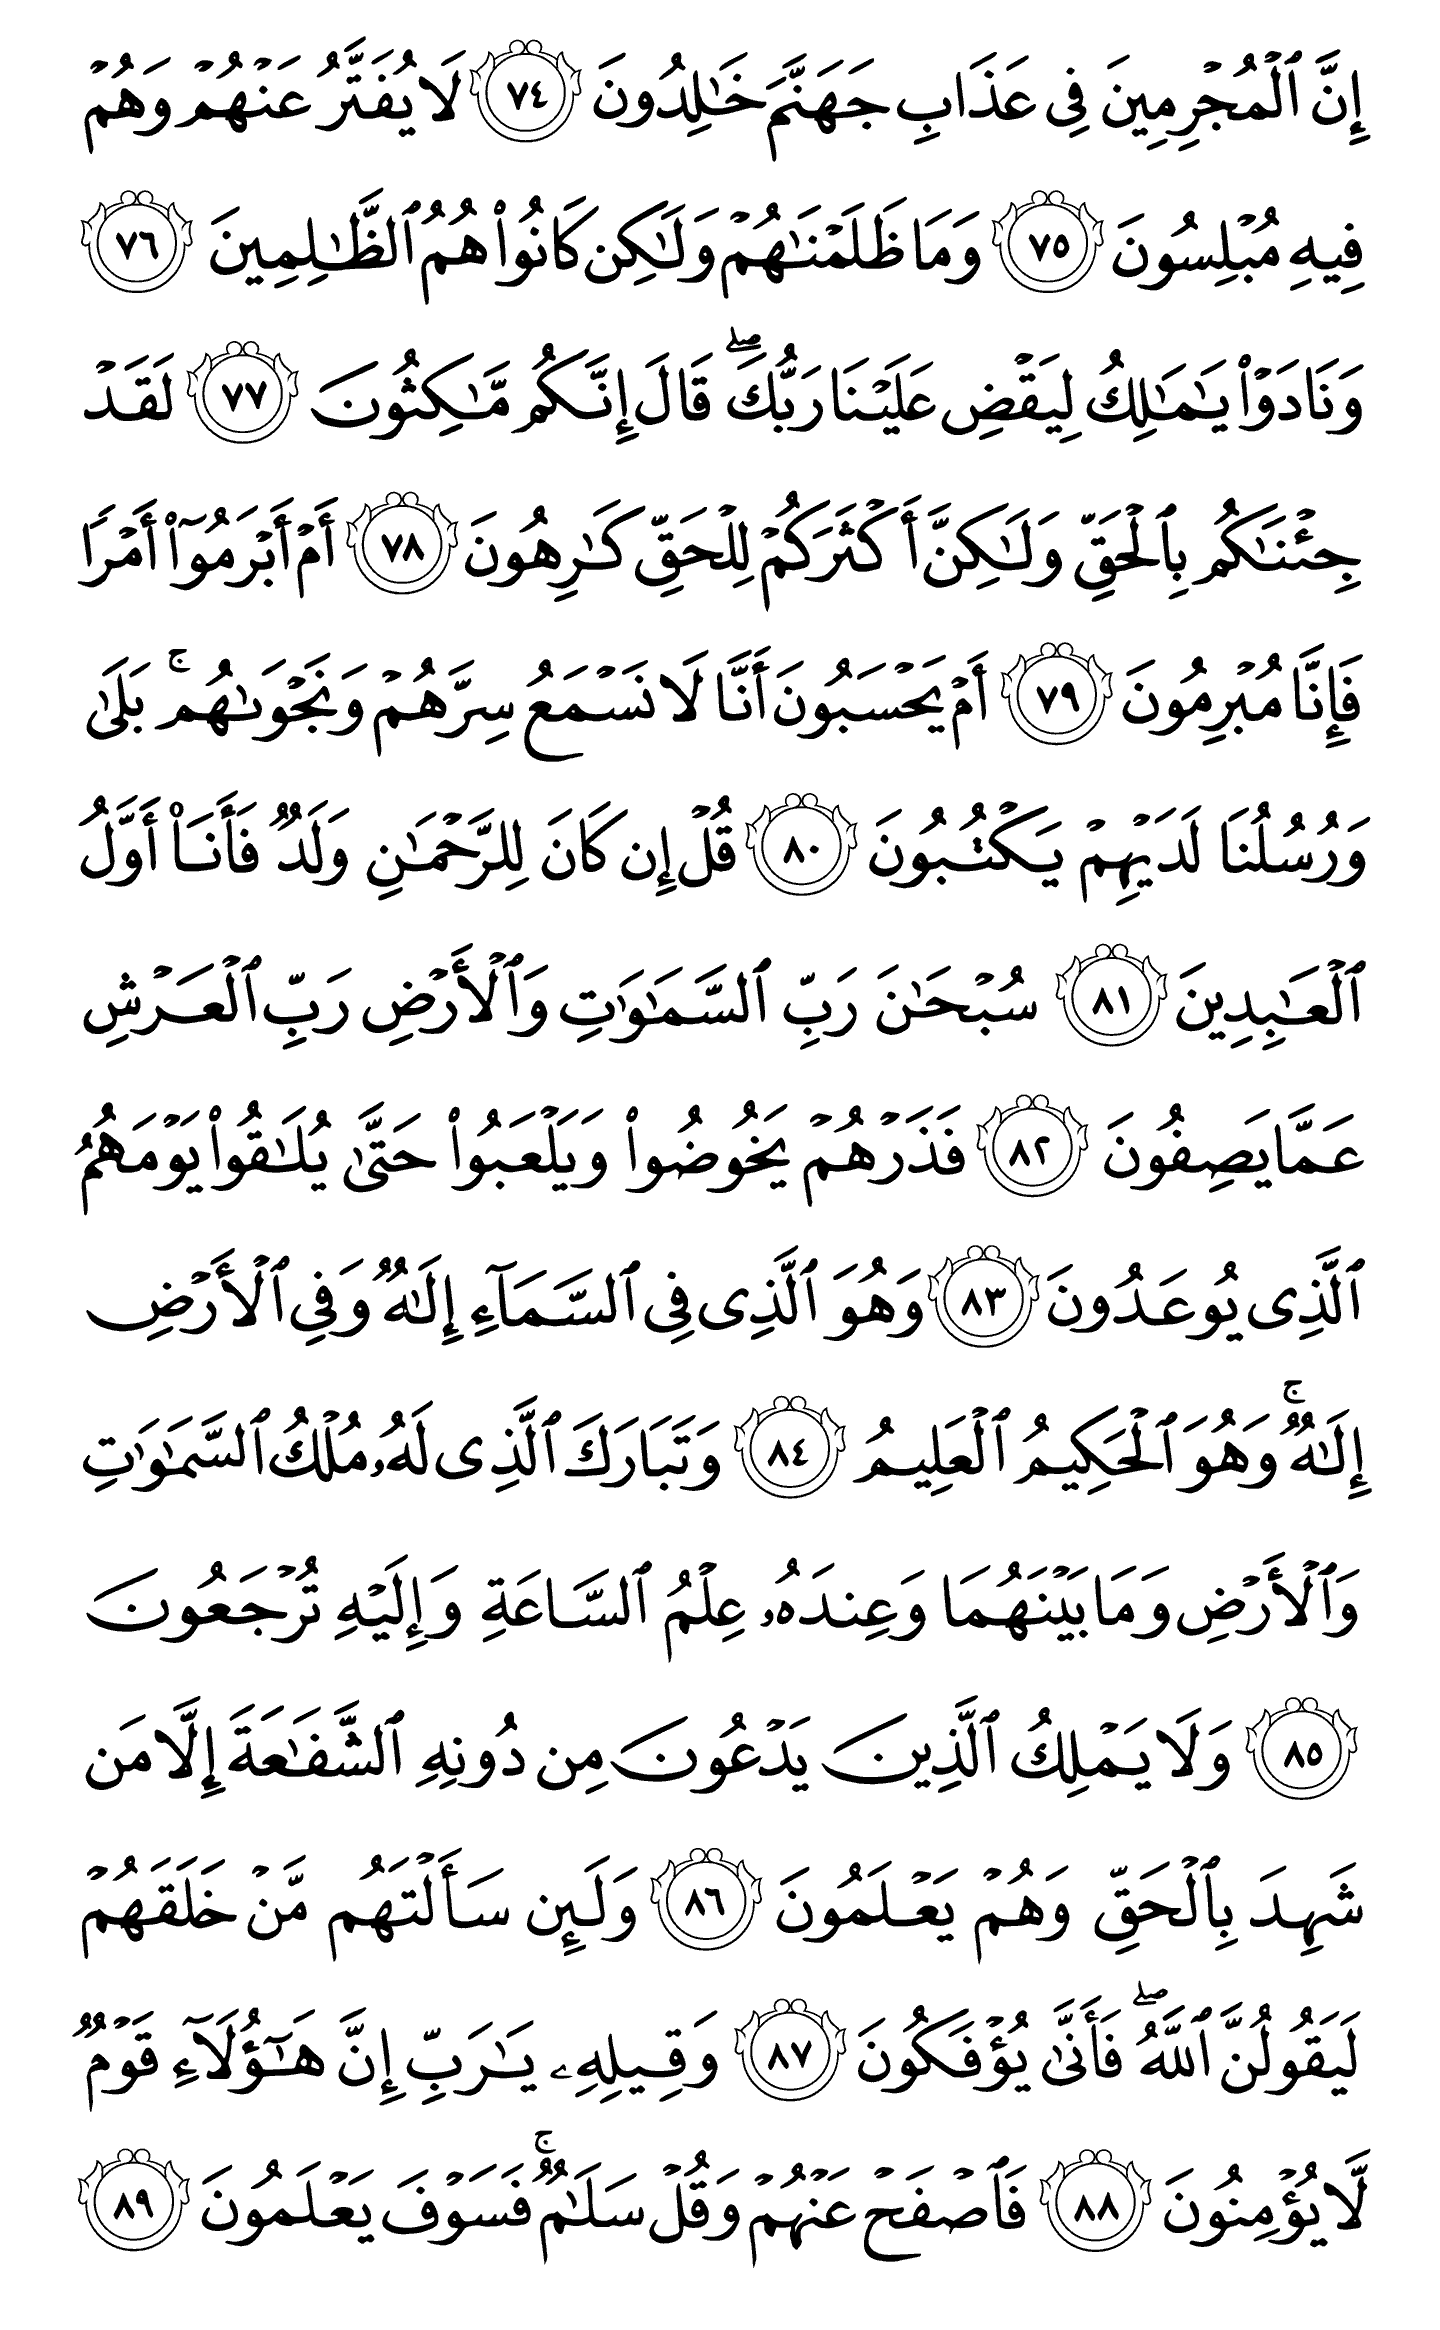 إِنَّ ٱلْمُجْرِمِينَ فِى عَذَابِ جَهَنَّمَ خَـٰلِدُونَ ٧٤ لَا يُفَتَّرُ عَنْهُمْ وَهُمْ
فِيهِ مُبْلِسُونَ ٧٥ وَمَا ظَلَمْنَـٰهُمْ وَلَـٰكِن كَانُوا۟ هُمُ ٱلظَّـٰلِمِينَ ٧٦
وَنَادَوْا۟ يَـٰمَـٰلِكُ لِيَقْضِ عَلَيْنَا رَبُّكَ ۖ قَالَ إِنَّكُم مَّـٰكِثُونَ ٧٧ لَقَدْ
جِئْنَـٰكُم بِٱلْحَقِّ وَلَـٰكِنَّ أَكْثَرَكُمْ لِلْحَقِّ كَـٰرِهُونَ ٧٨ أَمْ أَبْرَمُوٓا۟ أَمْرًا
فَإِنَّا مُبْرِمُونَ ٧٩ أَمْ يَحْسَبُونَ أَنَّا لَا نَسْمَعُ سِرَّهُمْ وَنَجْوَىٰهُم ۚ بَلَىٰ
وَرُسُلُنَا لَدَيْهِمْ يَكْتُبُونَ ٨٠ قُلْ إِن كَانَ لِلرَّحْمَـٰنِ وَلَدٌ فَأَنَا۠ أَوَّلُ
ٱلْعَـٰبِدِينَ ٨١ سُبْحَـٰنَ رَبِّ ٱلسَّمَـٰوَٰتِ وَٱلْأَرْضِ رَبِّ ٱلْعَرْشِ
عَمَّا يَصِفُونَ ٨٢ فَذَرْهُمْ يَخُوضُوا۟ وَيَلْعَبُوا۟ حَتَّىٰ يُلَـٰقُوا۟ يَوْمَهُمُ
ٱلَّذِى يُوعَدُونَ ٨٣ وَهُوَ ٱلَّذِى فِى ٱلسَّمَآءِ إِلَـٰهٌ وَفِى ٱلْأَرْضِ
إِلَـٰهٌ ۚ وَهُوَ ٱلْحَكِيمُ ٱلْعَلِيمُ ٨٤ وَتَبَارَكَ ٱلَّذِى لَهُۥ مُلْكُ ٱلسَّمَـٰوَٰتِ
وَٱلْأَرْضِ وَمَا بَيْنَهُمَا وَعِندَهُۥ عِلْمُ ٱلسَّاعَةِ وَإِلَيْهِ تُرْجَعُونَ
٨٥ وَلَا يَمْلِكُ ٱلَّذِينَ يَدْعُونَ مِن دُونِهِ ٱلشَّفَـٰعَةَ إِلَّا مَن
شَهِدَ بِٱلْحَقِّ وَهُمْ يَعْلَمُونَ ٨٦ وَلَئِن سَأَلْتَهُم مَّنْ خَلَقَهُمْ
لَيَقُولُنَّ ٱللَّهُ ۖ فَأَنَّىٰ يُؤْفَكُونَ ٨٧ وَقِيلِهِۦ يَـٰرَبِّ إِنَّ هَـٰٓؤُلَآءِ قَوْمٌ
لَّا يُؤْمِنُونَ ٨٨ فَٱصْفَحْ عَنْهُمْ وَقُلْ سَلَـٰمٌ ۚ فَسَوْفَ يَعْلَمُونَ ٨٩